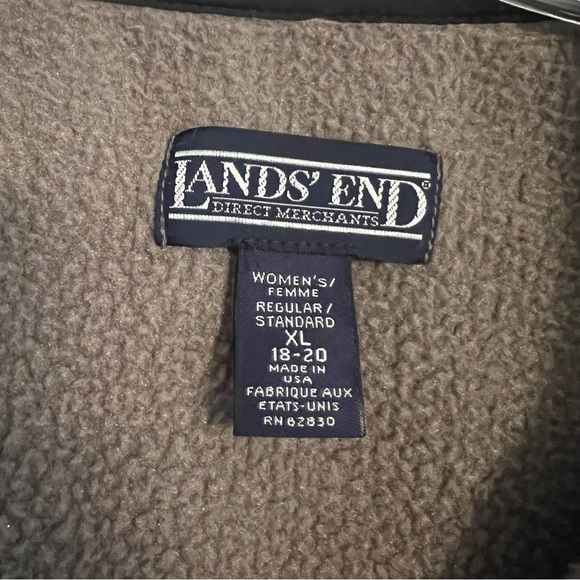 LANDS' END®
DIRECT MERCHANTS
WOMEN'S/
FEMME
REGULAR/
STANDARD
XL
18-20
MADE IN
USA
FABRIQUE AUX
ETATS-UNIS
RN 62830